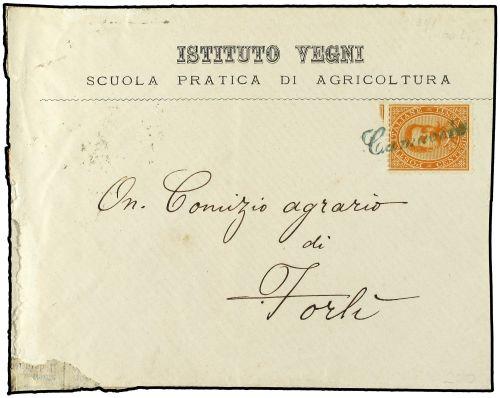 ISTITUTO VEGNI
SCUOLA PRATICA DI AGRICOLTURA
On. Comizio agrario
di
Forlì